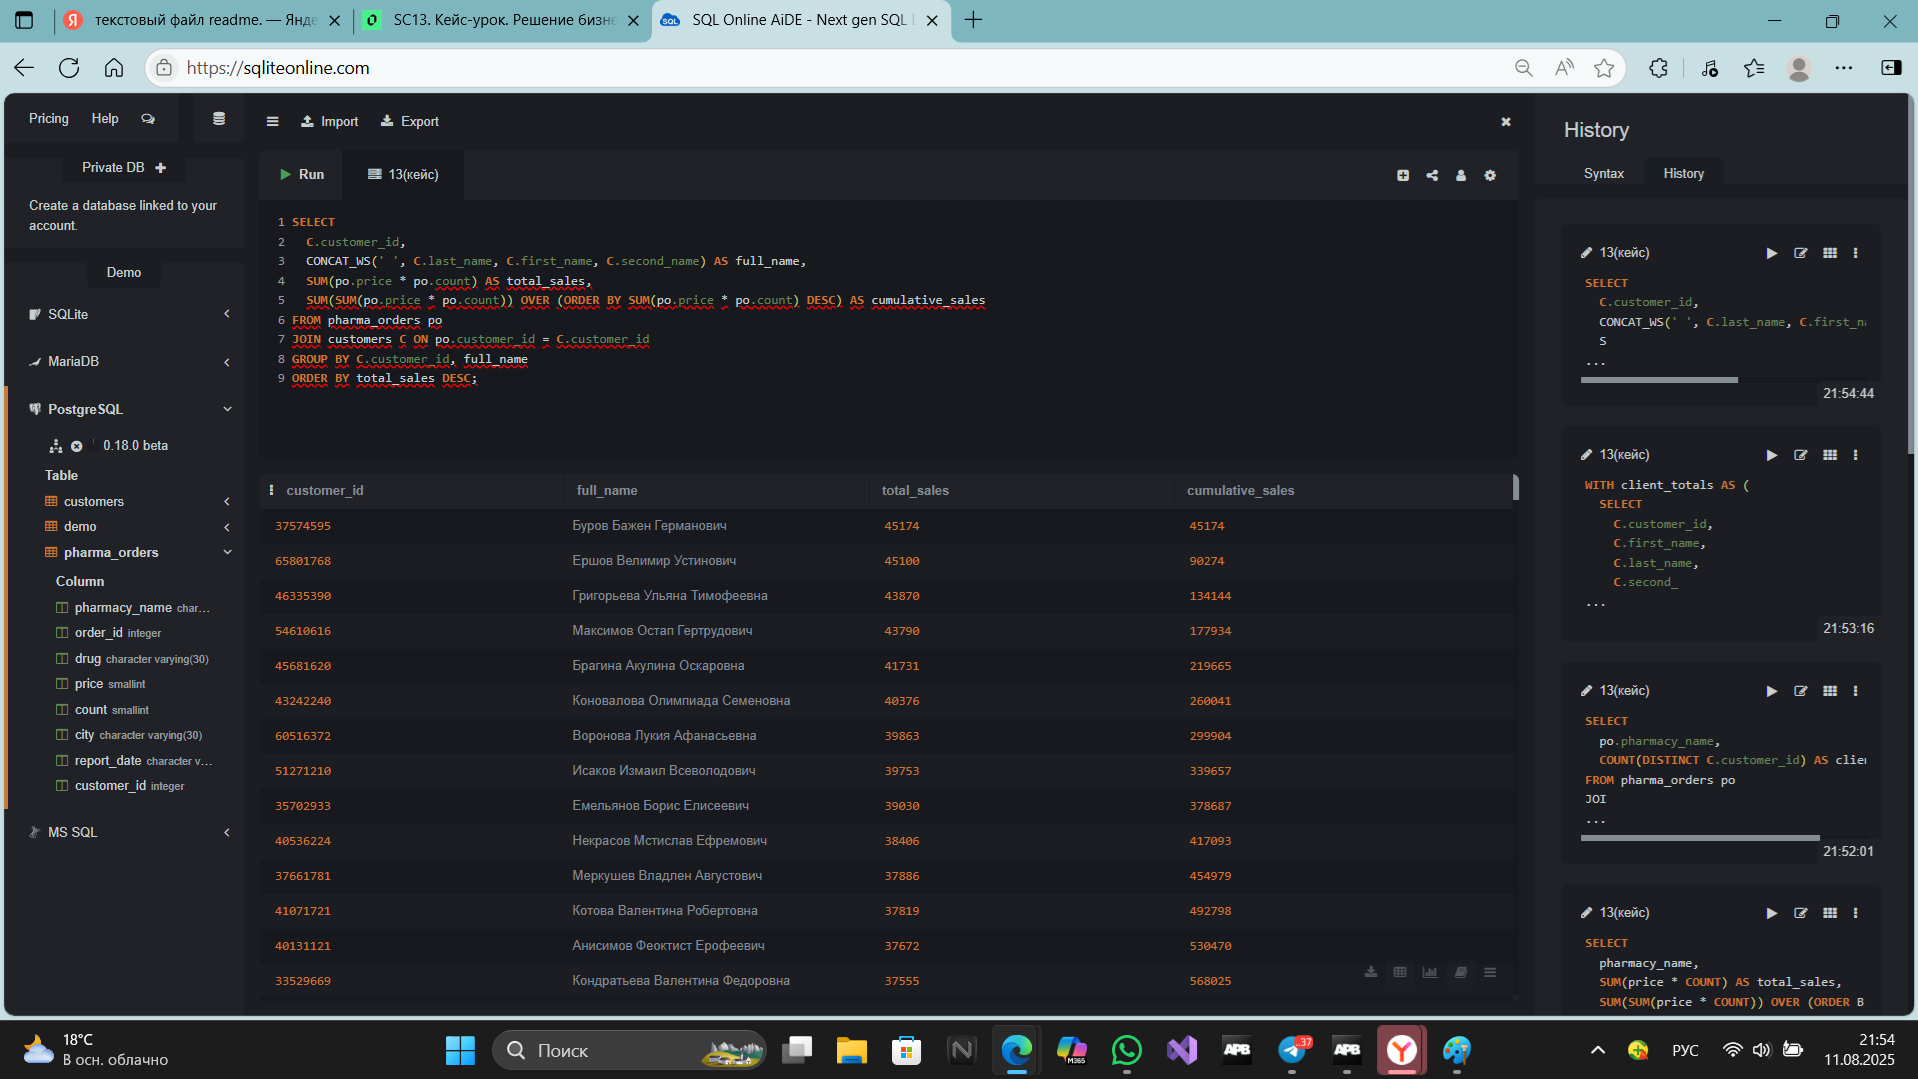 текстовый файл readme. — Янде
SC13. Кейс-урок. Решение бизне
SQL Online AiDE - Next gen SQL E
https://sqliteonline.com
Pricing
Help
Import
Export
Private DB
Create a database linked to your
account.
Demo
SQLite
MariaDB
PostgreSQL
0.18.0 beta
Table
customers
demo
pharma_orders
Column
pharmacy_name char...
order_id integer
drug character varying(30)
price smallint
count smallint
city character varying(30)
report_date character v...
customer_id integer
MS SQL
Run
13(кейс)
1 SELECT
2 C.customer_id,
3 CONCAT_WS(' ', C.last_name, C.first_name, C.second_name) AS full_name,
4 SUM(po.price * po.count) AS total_sales,
5 SUM(SUM(po.price * po.count)) OVER (ORDER BY SUM(po.price * po.count) DESC) AS cumulative_sales
6 FROM pharma_orders po
7 JOIN customers C ON po.customer_id = C.customer_id
8 GROUP BY C.customer_id, full_name
9 ORDER BY total_sales DESC;
customer_id full_name total_sales cumulative_sales
37574595 Буров Бажен Германович 45174 45174
65801768 Ершов Велимир Устинович 45100 90274
46335390 Григорьева Ульяна Тимофеевна 43870 134144
54610616 Максимов Остап Гертрудович 43790 177934
45681620 Брагина Акулина Оскаровна 41731 219665
43242240 Коновалова Олимпиада Семеновна 40376 260041
60516372 Воронова Лукия Афанасьевна 39863 299904
51271210 Исаков Измаил Всеволодович 39753 339657
35702933 Емельянов Борис Елисеевич 39030 378687
40536224 Некрасов Мстислав Ефремович 38406 417093
37661781 Меркушев Владлен Августович 37886 454979
41071721 Котова Валентина Робертовна 37819 492798
40131121 Анисимов Феоктист Ерофеевич 37672 530470
33529669 Кондратьева Валентина Федоровна 37555 568025
History
Syntax
History
13(кейс)
SELECT
C.customer_id,
CONCAT_WS(' ', C.last_name, C.first_na
S
...
21:54:44
13(кейс)
WITH client_totals AS (
SELECT
C.customer_id,
C.first_name,
C.last_name,
C.second_
...
21:53:16
13(кейс)
SELECT
po.pharmacy_name,
COUNT(DISTINCT C.customer_id) AS clien
FROM pharma_orders po
JOI
...
21:52:01
13(кейс)
SELECT
pharmacy_name,
SUM(price * COUNT) AS total_sales,
SUM(SUM(price * COUNT)) OVER (ORDER B
18°C
В осн. облачно
Поиск
M365
APB
37
APB
РУС
21:54
11.08.2025